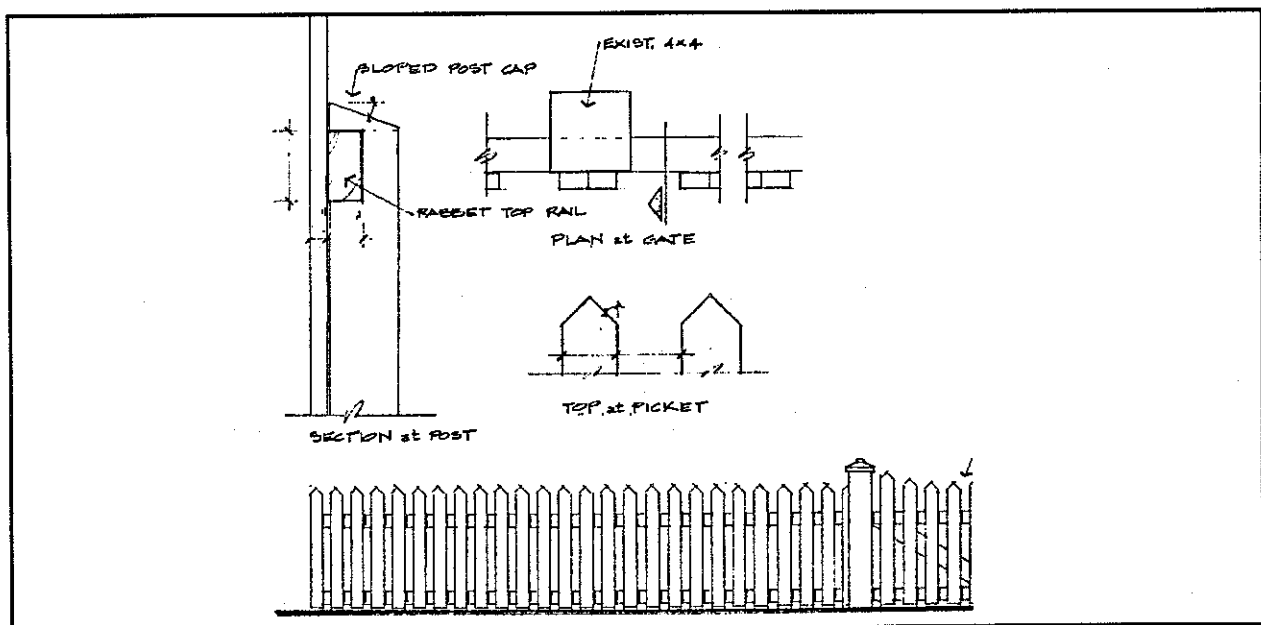 EXIST. 4x4
SLOPED POST CAP
RABBET TOP RAIL
PLAN at GATE
TOP at PICKET
SECTION at POST